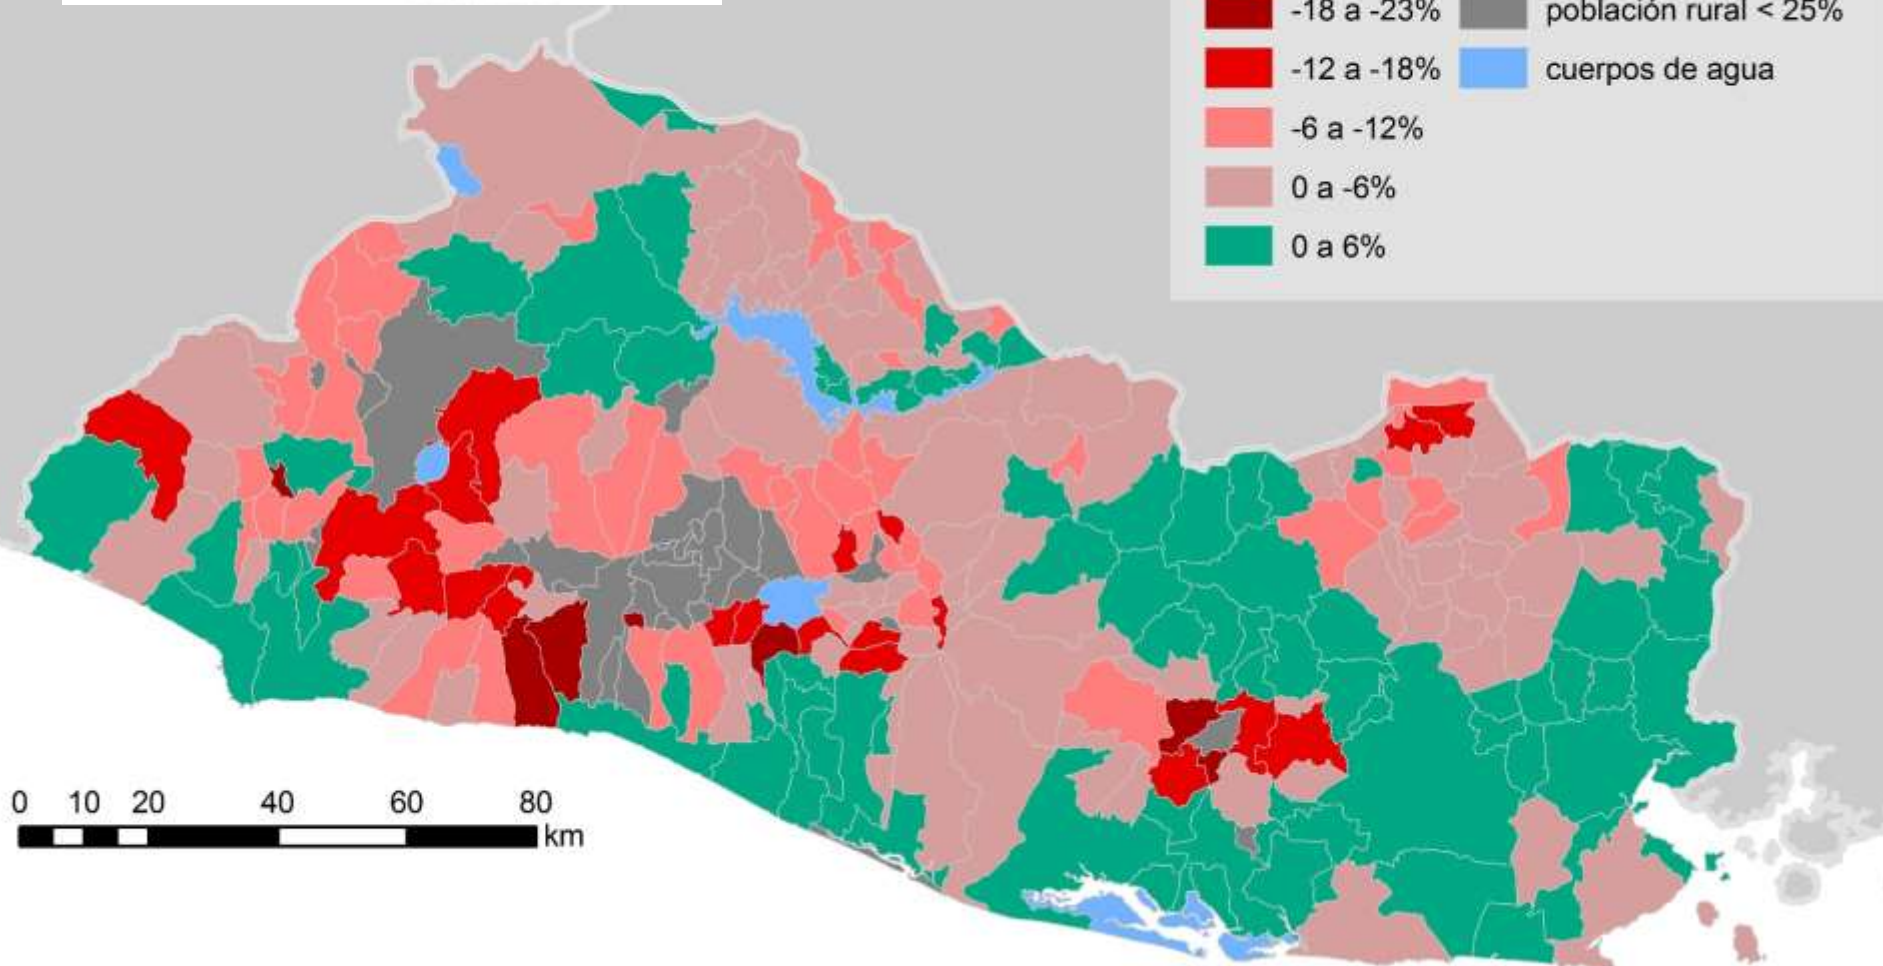 -18 a -23%
población rural < 25%
-12 a -18%
cuerpos de agua
-6 a -12%
0 a -6%
0 a 6%
0 10 20 40 60 80
km